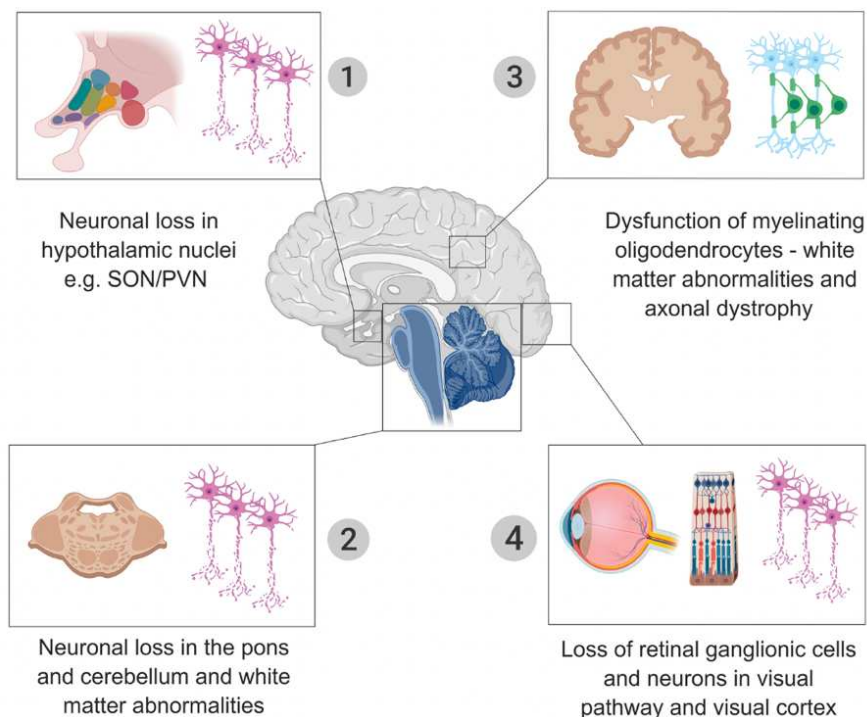 1
3
Neuronal loss in
hypothalamic nuclei
e.g. SON/PVN
Dysfunction of myelinating
oligodendrocytes - white
matter abnormalities and
axonal dystrophy
2
4
Neuronal loss in the pons
and cerebellum and white
matter abnormalities
Loss of retinal ganglionic cells
and neurons in visual
pathway and visual cortex